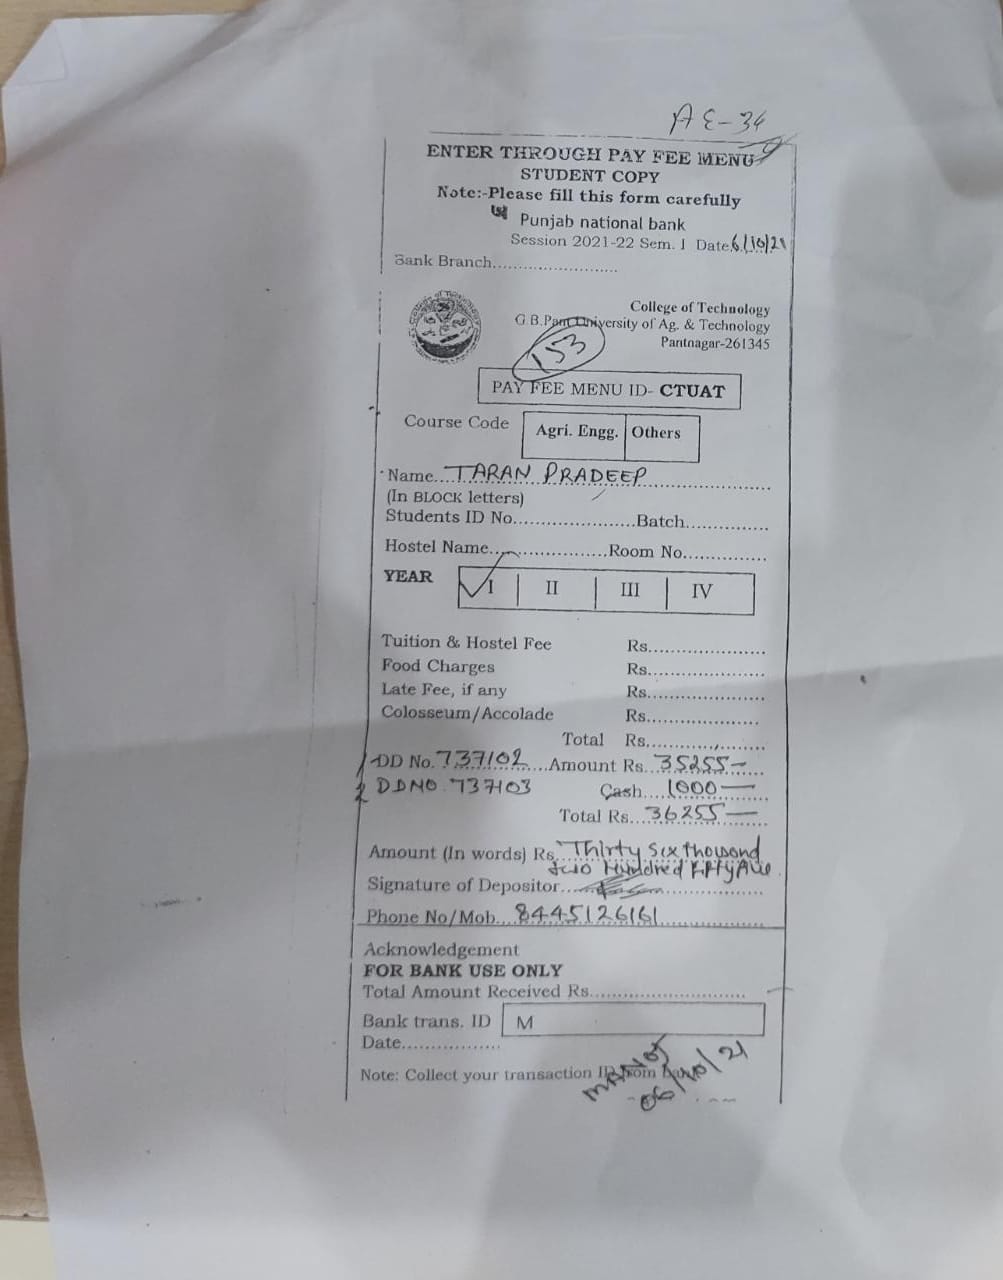 AE-34
ENTER THROUGH PAY FEE MENU
STUDENT COPY
Note:-Please fill this form carefully
Punjab national bank
Session 2021-22 Sem. I Date 6/10/21
Bank Branch........................
College of Technology
G.B.Pant University of Ag. & Technology
Pantnagar-261345
153
PAY FEE MENU ID- CTUAT
Course Code Agri. Engg. Others
Name....TARAN PRADEEP....................
(In BLOCK letters)
Students ID No.......................Batch...............
Hostel Name.......................Room No...............
YEAR I II III IV
Tuition & Hostel Fee Rs.....................
Food Charges Rs.....................
Late Fee, if any Rs.....................
Colosseum/Accolade Rs.....................
Total Rs.....................
1 DD No. 737102 Amount Rs. 35255-
2 DDNO. 737103 Cash....1000-
Total Rs...36255-
Amount (In words) Rs. Thirty Six thousand
two Hundred Fifty five
Signature of Depositor....
Phone No/Mob...8445126161
Acknowledgement
FOR BANK USE ONLY
Total Amount Received Rs...........................
Bank trans. ID M
Date.................
Note: Collect your transaction ID from
MANOJ
06/10/21